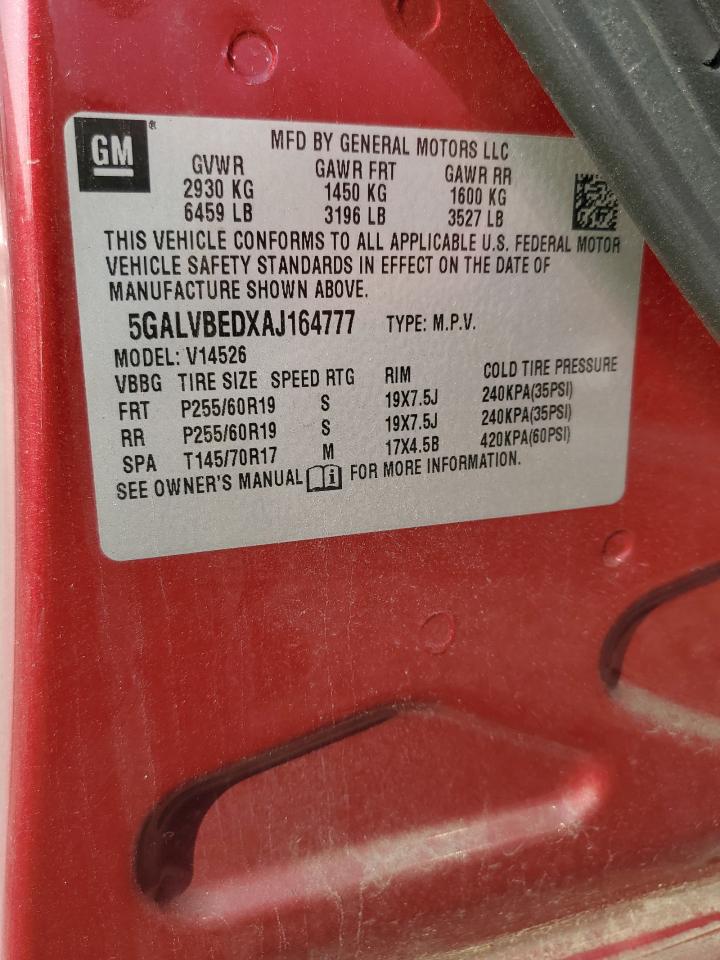 GM
MFD BY GENERAL MOTORS LLC
GVWR GAWR FRT GAWR RR
2930 KG 1450 KG 1600 KG
6459 LB 3196 LB 3527 LB
THIS VEHICLE CONFORMS TO ALL APPLICABLE U.S. FEDERAL MOTOR
VEHICLE SAFETY STANDARDS IN EFFECT ON THE DATE OF
MANUFACTURE SHOWN ABOVE.
5GALVBEDXAJ164777 TYPE: M.P.V.
MODEL: V14526
VBBG TIRE SIZE SPEED RTG RIM COLD TIRE PRESSURE
FRT P255/60R19 S 19X7.5J 240KPA(35PSI)
RR P255/60R19 S 19X7.5J 240KPA(35PSI)
SPA T145/70R17 M 17X4.5B 420KPA(60PSI)
SEE OWNER'S MANUAL i FOR MORE INFORMATION.